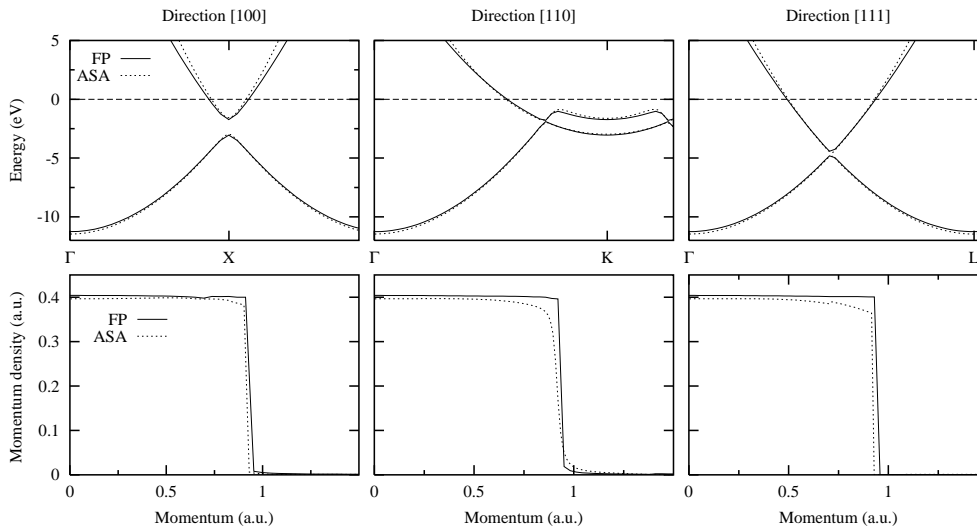 Direction [100] Direction [110] Direction [111]
5
FP
ASA
0
-5
-10
Energy (eV)
Γ X Γ K Γ L
0.4
FP
ASA
0.3
0.2
0.1
0
Momentum density (a.u.)
0 0.5 1 0 0.5 1 0 0.5 1
Momentum (a.u.) Momentum (a.u.) Momentum (a.u.)